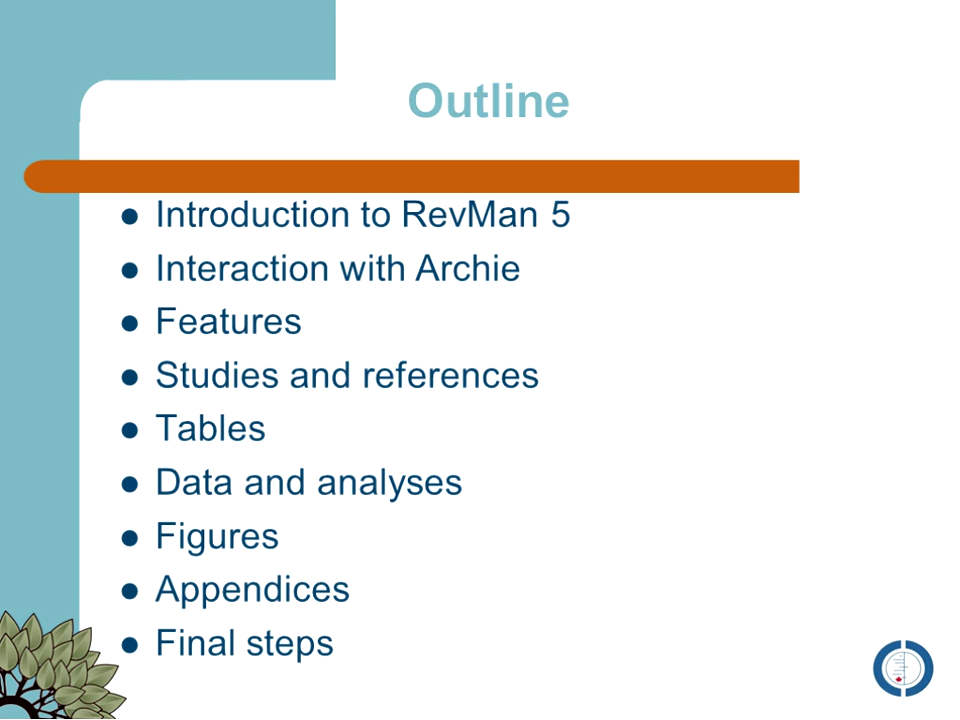 Outline
● Introduction to RevMan 5
● Interaction with Archie
● Features
● Studies and references
● Tables
● Data and analyses
● Figures
● Appendices
● Final steps